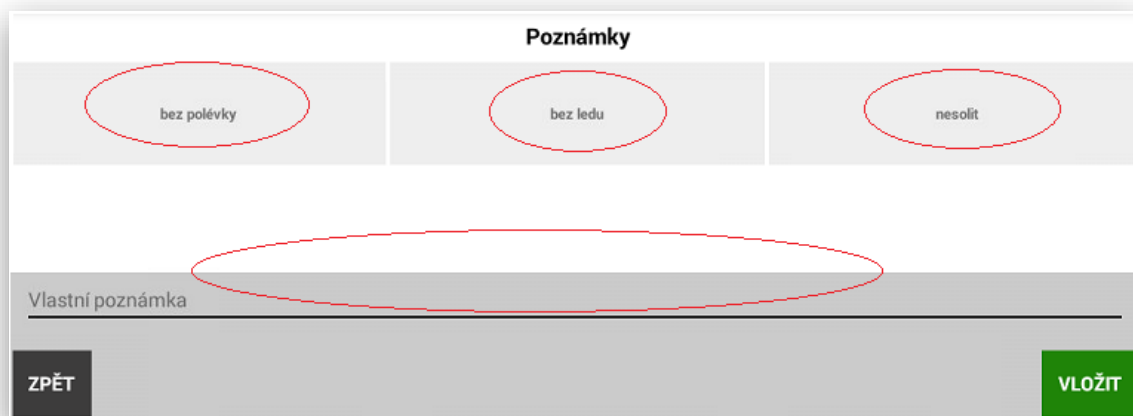 Poznámky
bez polévky bez ledu nesolit
Vlastní poznámka
ZPĚT VLOŽIT